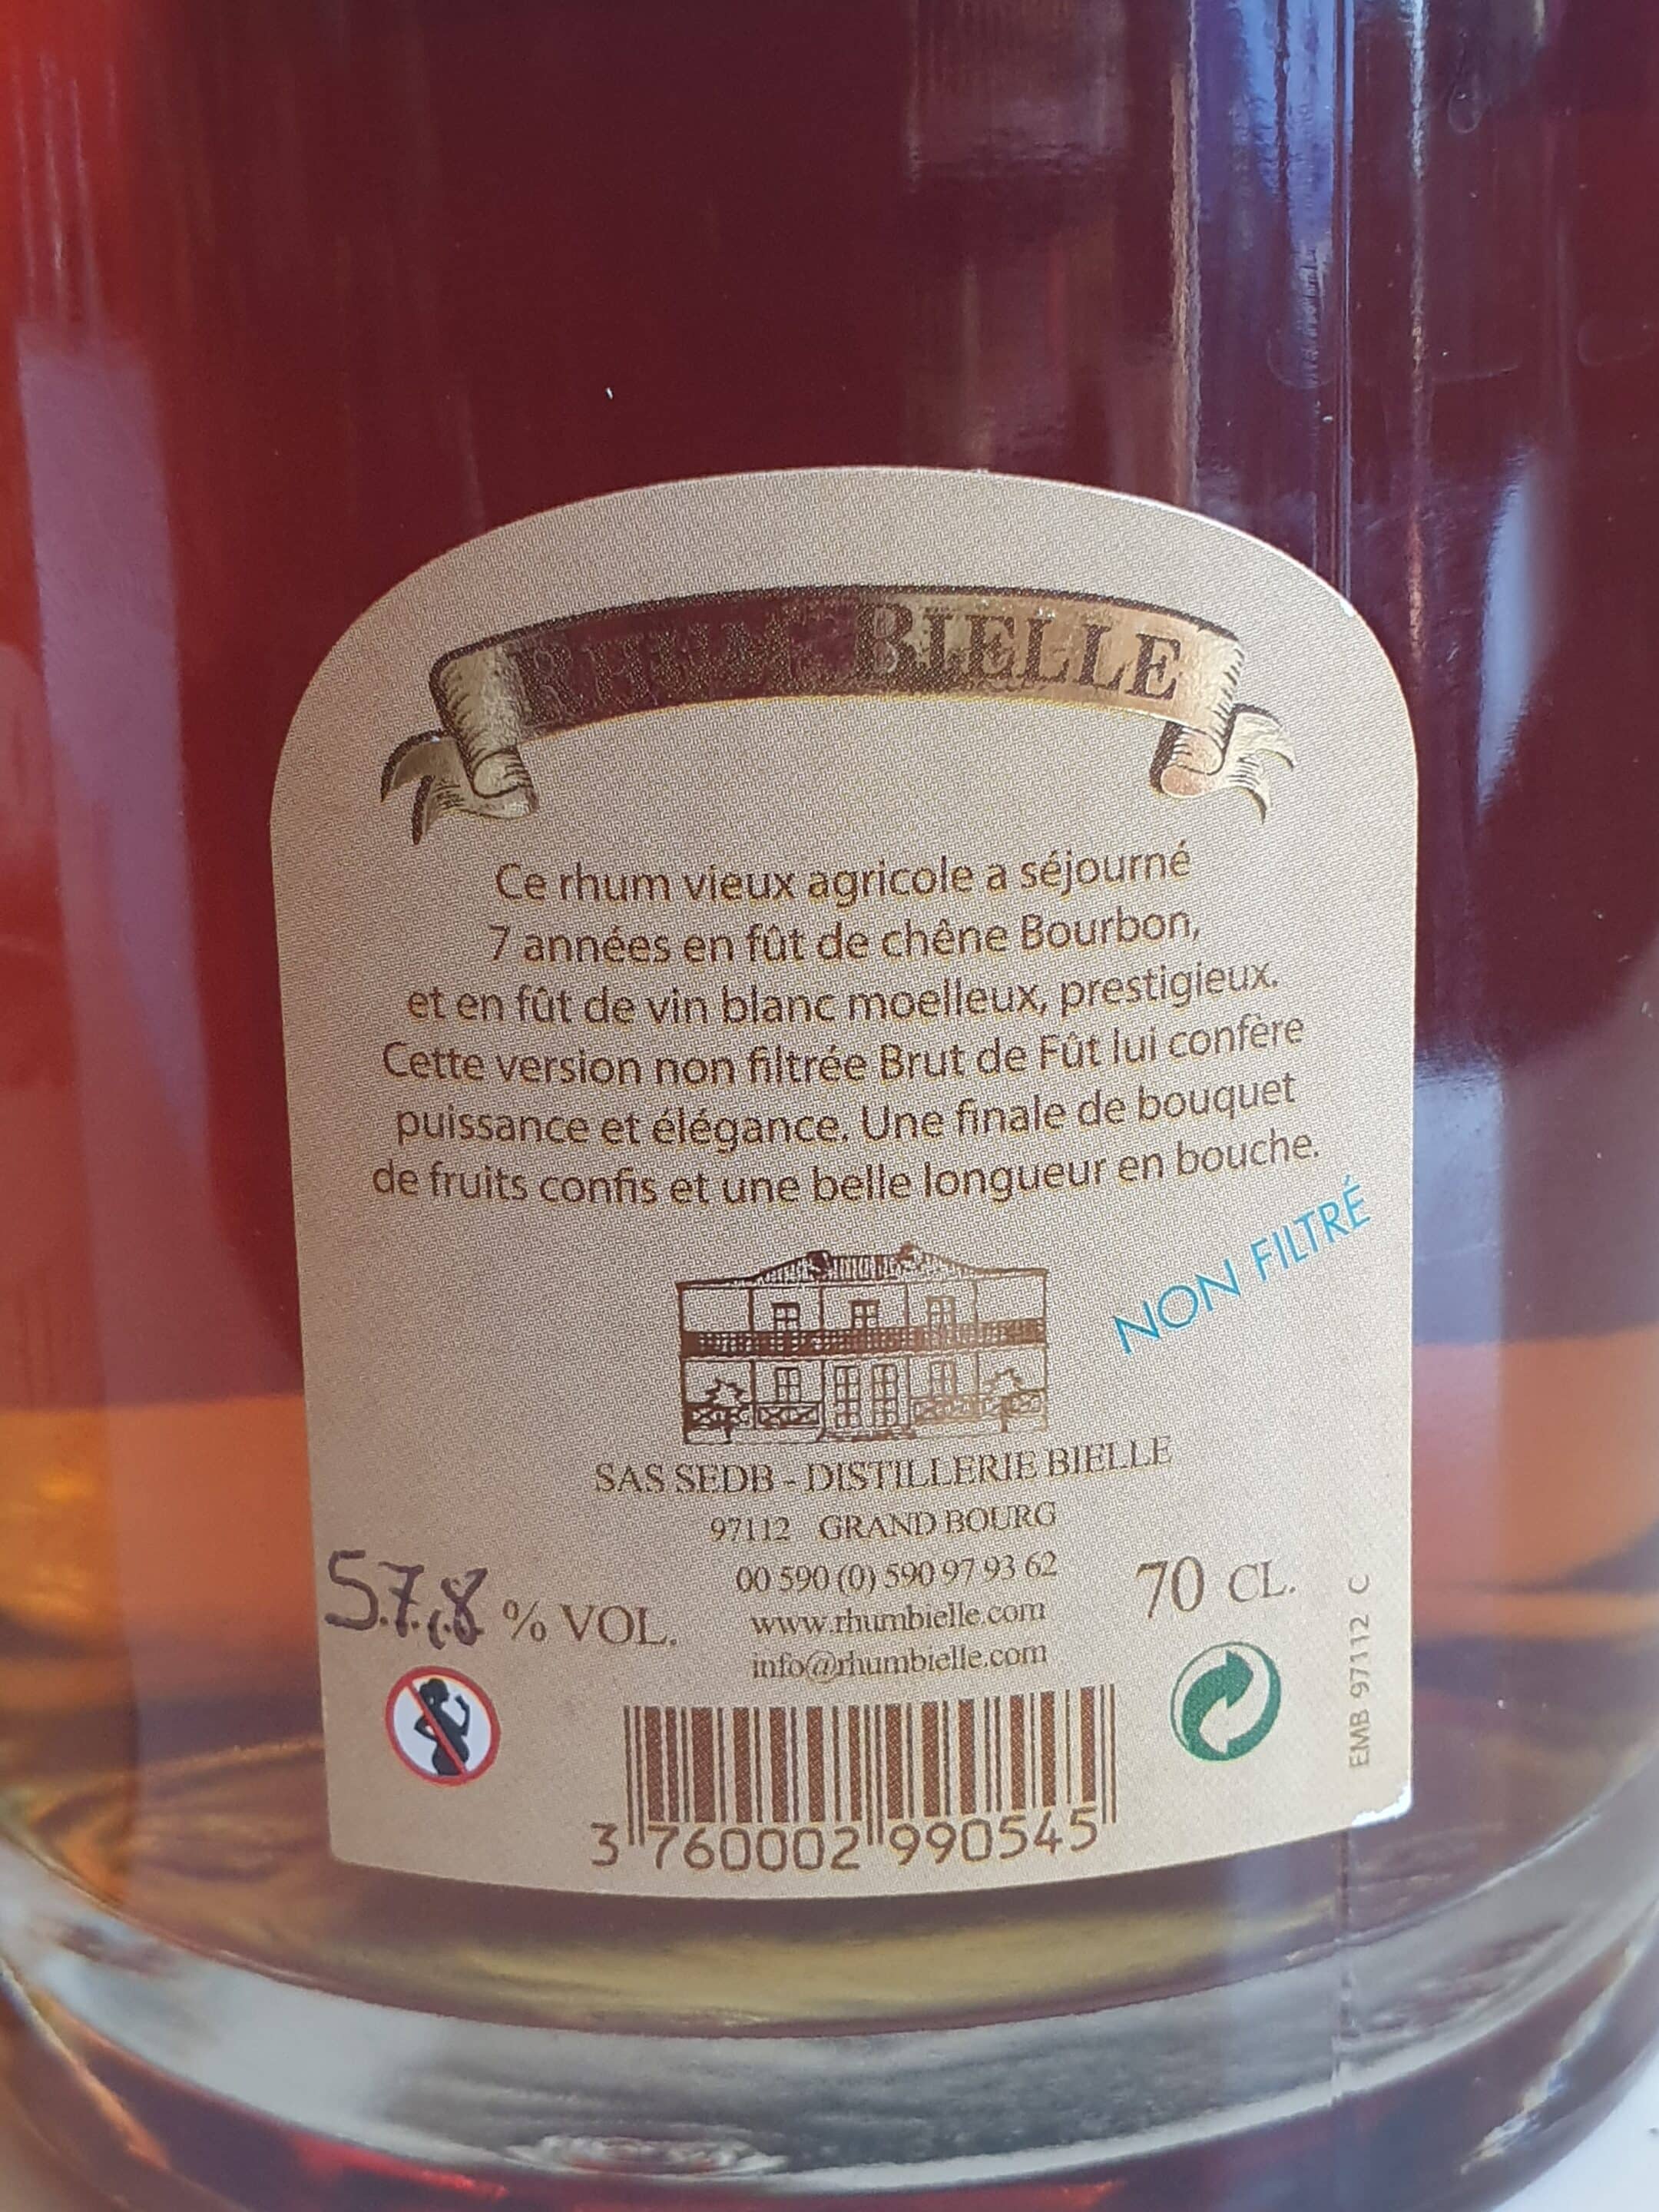 RHUM BIELLE
Ce rhum vieux agricole a séjourné
7 années en fût de chêne Bourbon,
et en fût de vin blanc moelleux, prestigieux.
Cette version non filtrée Brut de Fût lui confère
puissance et élégance. Une finale de bouquet
de fruits confis et une belle longueur en bouche.
NON FILTRÉ
SAS SEDB - DISTILLERIE BIELLE
97112 GRAND BOURG
00 590 (0) 590 97 93 62
57,8 % VOL.
70 CL.
www.rhumbielle.com
info@rhumbielle.com
EMB 97112 C
3 760002 990545